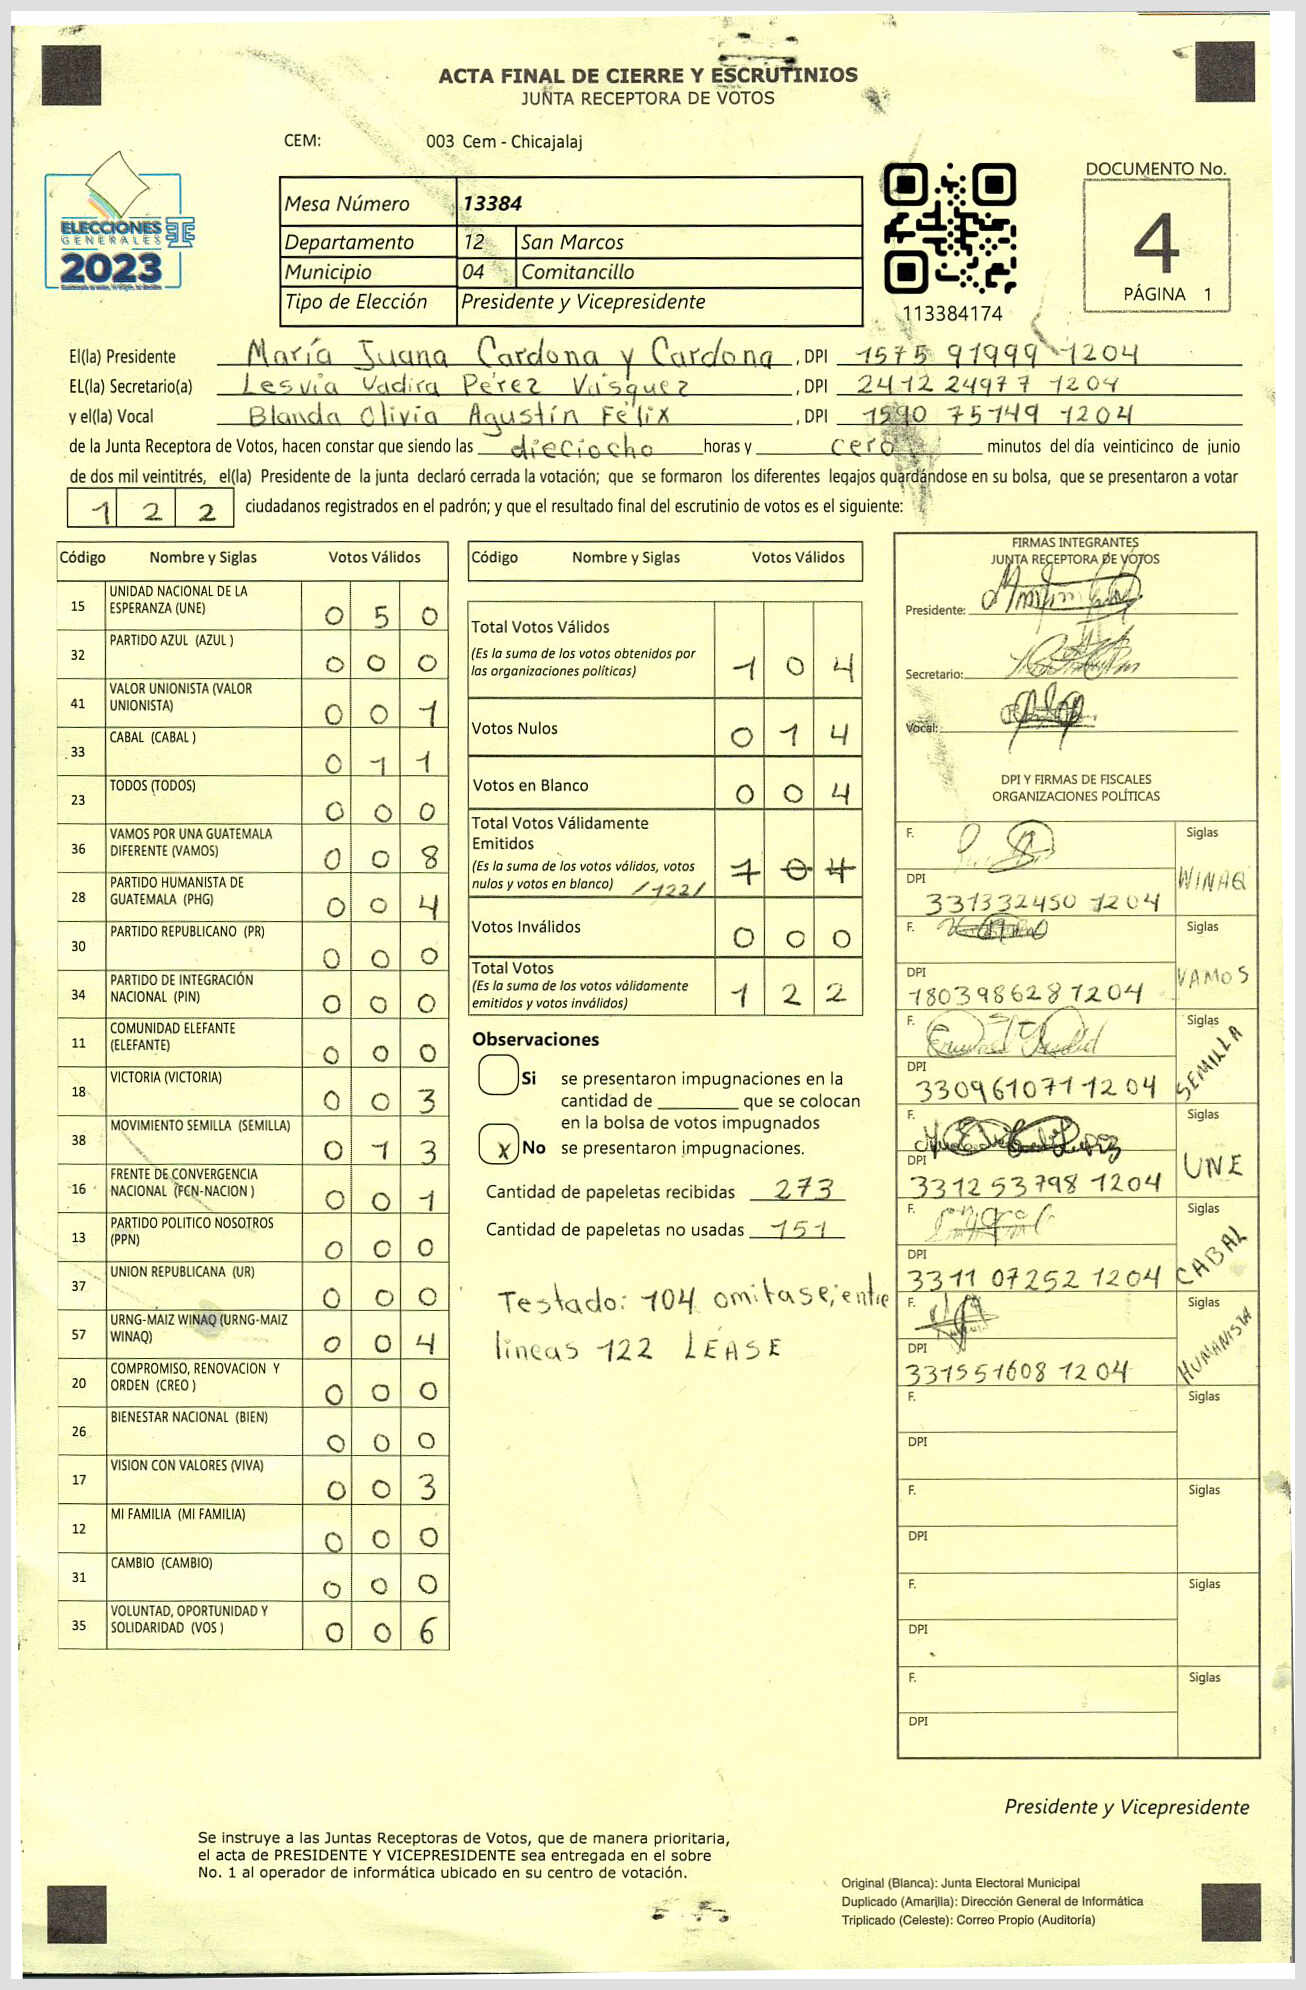 ACTA FINAL DE CIERRE Y ESCRUTINIOS
JUNTA RECEPTORA DE VOTOS
CEM: 003 Cem - Chicajalaj
ELECCIONES
GENERALES
2023
Mesa Número 13384
Departamento 12 San Marcos
Municipio 04 Comitancillo
Tipo de Elección Presidente y Vicepresidente
113384174
DOCUMENTO No.
4
PÁGINA 1
El(la) Presidente María Juana Cardona y Cardona , DPI 1575 91999 1204
EL(la) Secretario(a) Lesvia Yadira Pérez Vásquez , DPI 2412 24977 1204
y el(la) Vocal Blanda Olivia Agustín Félix , DPI 1590 75149 1204
de la Junta Receptora de Votos, hacen constar que siendo las dieciocho horas y cero minutos del día veinticinco de junio
de dos mil veintitrés, el(la) Presidente de la junta declaró cerrada la votación; que se formaron los diferentes legajos guardándose en su bolsa, que se presentaron a votar
1 2 2 ciudadanos registrados en el padrón; y que el resultado final del escrutinio de votos es el siguiente:
Código Nombre y Siglas Votos Válidos
15 UNIDAD NACIONAL DE LA ESPERANZA (UNE) 0 5 0
32 PARTIDO AZUL (AZUL ) 0 0 0
41 VALOR UNIONISTA (VALOR UNIONISTA) 0 0 1
33 CABAL (CABAL ) 0 1 1
23 TODOS (TODOS) 0 0 0
36 VAMOS POR UNA GUATEMALA DIFERENTE (VAMOS) 0 0 8
28 PARTIDO HUMANISTA DE GUATEMALA (PHG) 0 0 4
30 PARTIDO REPUBLICANO (PR) 0 0 0
34 PARTIDO DE INTEGRACIÓN NACIONAL (PIN) 0 0 0
11 COMUNIDAD ELEFANTE (ELEFANTE) 0 0 0
18 VICTORIA (VICTORIA) 0 0 3
38 MOVIMIENTO SEMILLA (SEMILLA) 0 1 3
16 FRENTE DE CONVERGENCIA NACIONAL (FCN-NACION ) 0 0 1
13 PARTIDO POLITICO NOSOTROS (PPN) 0 0 0
37 UNION REPUBLICANA (UR) 0 0 0
57 URNG-MAIZ WINAQ (URNG-MAIZ WINAQ) 0 0 4
20 COMPROMISO, RENOVACION Y ORDEN (CREO ) 0 0 0
26 BIENESTAR NACIONAL (BIEN) 0 0 0
17 VISION CON VALORES (VIVA) 0 0 3
12 MI FAMILIA (MI FAMILIA) 0 0 0
31 CAMBIO (CAMBIO) 0 0 0
35 VOLUNTAD, OPORTUNIDAD Y SOLIDARIDAD (VOS ) 0 0 6
Código Nombre y Siglas Votos Válidos
Total Votos Válidos
(Es la suma de los votos obtenidos por
las organizaciones políticas) 1 0 4
Votos Nulos 0 1 4
Votos en Blanco 0 0 4
Total Votos Válidamente
Emitidos
(Es la suma de los votos válidos, votos 1 0 4
nulos y votos en blanco) /122/
Votos Inválidos 0 0 0
Total Votos
(Es la suma de los votos válidamente
emitidos y votos inválidos) 1 2 2
Observaciones
Si se presentaron impugnaciones en la
cantidad de ________ que se colocan
en la bolsa de votos impugnados
x No se presentaron impugnaciones.
Cantidad de papeletas recibidas 273
Cantidad de papeletas no usadas 151
Testado: 104 omitase; entre
lineas 122 LEASE
FIRMAS INTEGRANTES
JUNTA RECEPTORA DE VOTOS
Presidente:
Secretario:
Vocal:
DPI Y FIRMAS DE FISCALES
ORGANIZACIONES POLÍTICAS
F. Siglas
DPI WINAQ
331332450 1204
F. Siglas
DPI VAMOS
180398628 1204
F. Siglas
DPI SEMILLA
330961071 1204
F. Siglas
DPI UNE
331253798 1204
F. Siglas
DPI CABAL
3311 07252 1204
F. Siglas
DPI HUMANISTA
331551608 1204
F. Siglas
DPI
F. Siglas
DPI
F. Siglas
DPI
F. Siglas
DPI
Presidente y Vicepresidente
Se instruye a las Juntas Receptoras de Votos, que de manera prioritaria,
el acta de PRESIDENTE Y VICEPRESIDENTE sea entregada en el sobre
No. 1 al operador de informática ubicado en su centro de votación.
Original (Blanca): Junta Electoral Municipal
Duplicado (Amarilla): Dirección General de Informática
Triplicado (Celeste): Correo Propio (Auditoría)